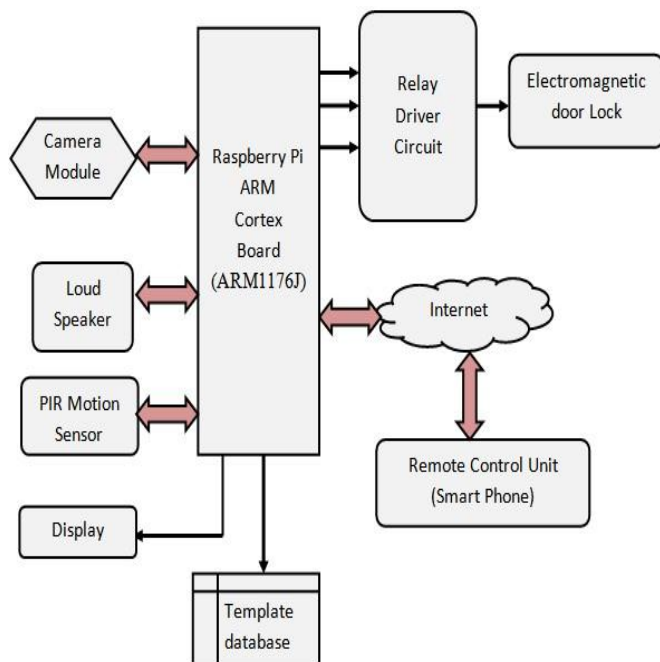 Camera
Module
Loud
Speaker
PIR Motion
Sensor
Display
Raspberry Pi
ARM
Cortex
Board
(ARM1176J)
Template
database
Relay
Driver
Circuit
Electromagnetic
door Lock
Internet
Remote Control Unit
(Smart Phone)